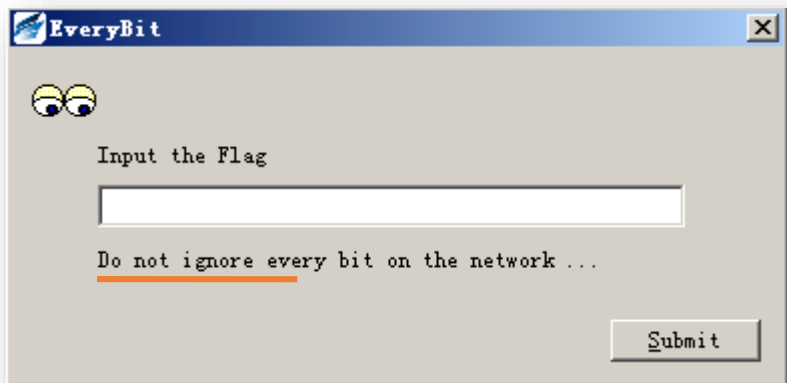 EveryBit
Input the Flag
Do not ignore every bit on the network ...
Submit